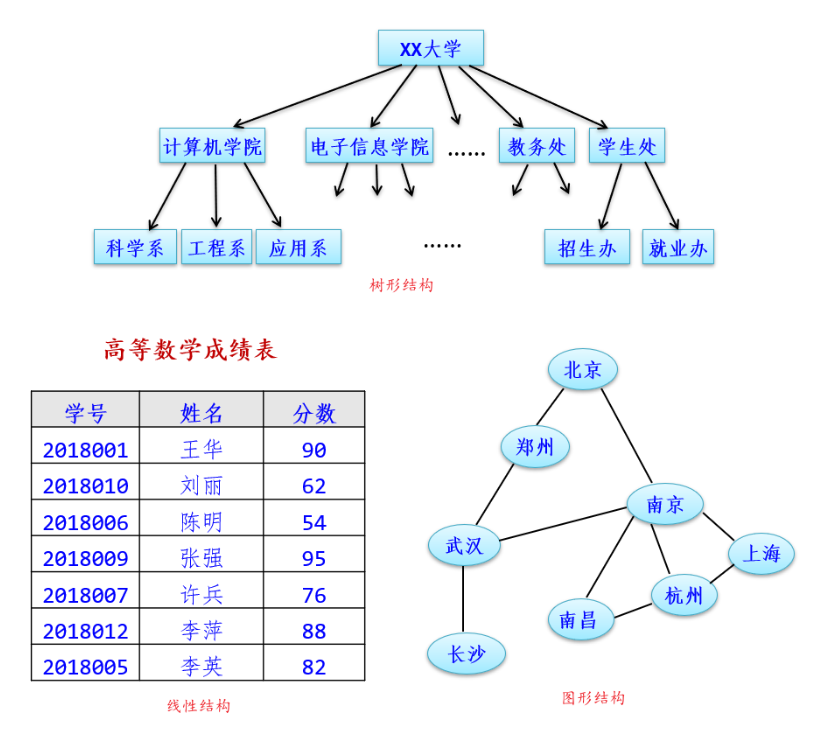 XX大学
计算机学院 电子信息学院 …… 教务处 学生处
科学系 工程系 应用系 …… 招生办 就业办
树形结构
高等数学成绩表
学号 姓名 分数
2018001 王华 90
2018010 刘丽 62
2018006 陈明 54
2018009 张强 95
2018007 许兵 76
2018012 李萍 88
2018005 李英 82
线性结构
北京
郑州
南京
武汉
上海
杭州
南昌
长沙
图形结构